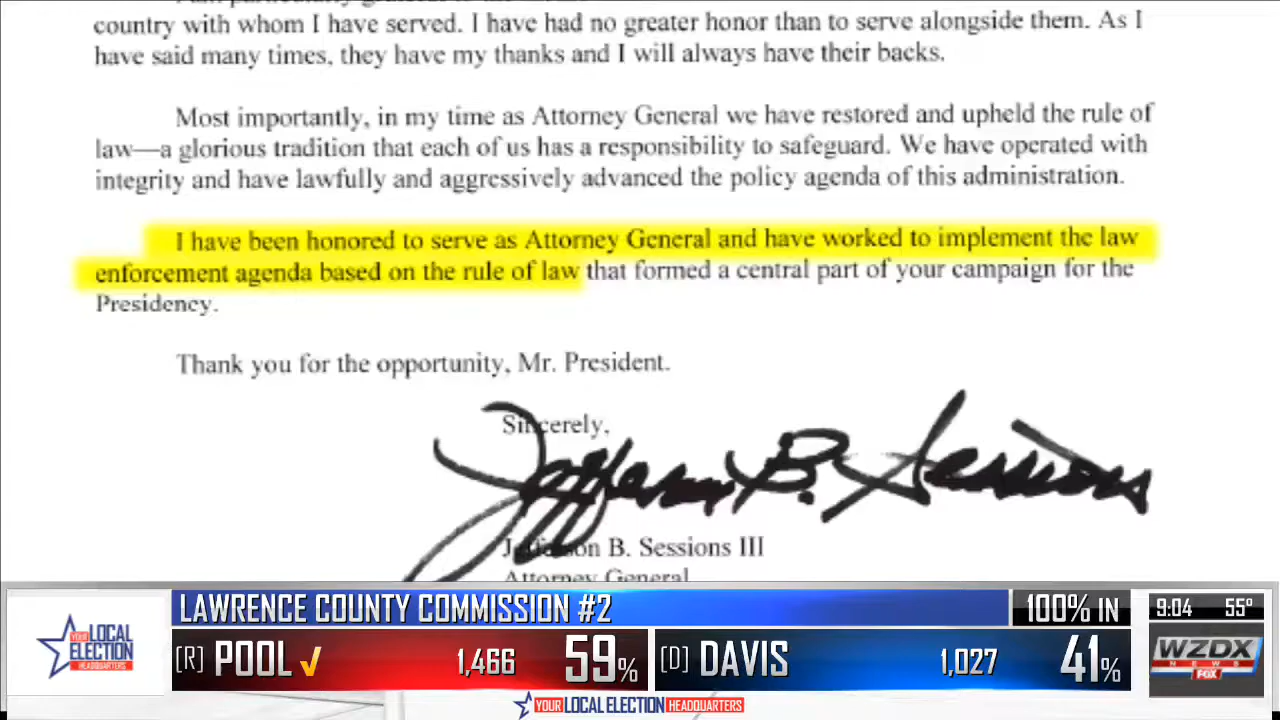 country with whom I have served. I have had no greater honor than to serve alongside them. As I
have said many times, they have my thanks and I will always have their backs.
Most importantly, in my time as Attorney General we have restored and upheld the rule of
law—a glorious tradition that each of us has a responsibility to safeguard. We have operated with
integrity and have lawfully and aggressively advanced the policy agenda of this administration.
I have been honored to serve as Attorney General and have worked to implement the law
enforcement agenda based on the rule of law that formed a central part of your campaign for the
Presidency.
Thank you for the opportunity, Mr. President.
Sincerely,
Jefferson B. Sessions
Jefferson B. Sessions III
Attorney General
YOUR LOCAL ELECTION HEADQUARTERS
LAWRENCE COUNTY COMMISSION #2
100% IN
[R] POOL ✓ 1,466 59%
[D] DAVIS 1,027 41%
9:04 55°
WZDX
NEWS
FOX
YOUR LOCAL ELECTION HEADQUARTERS